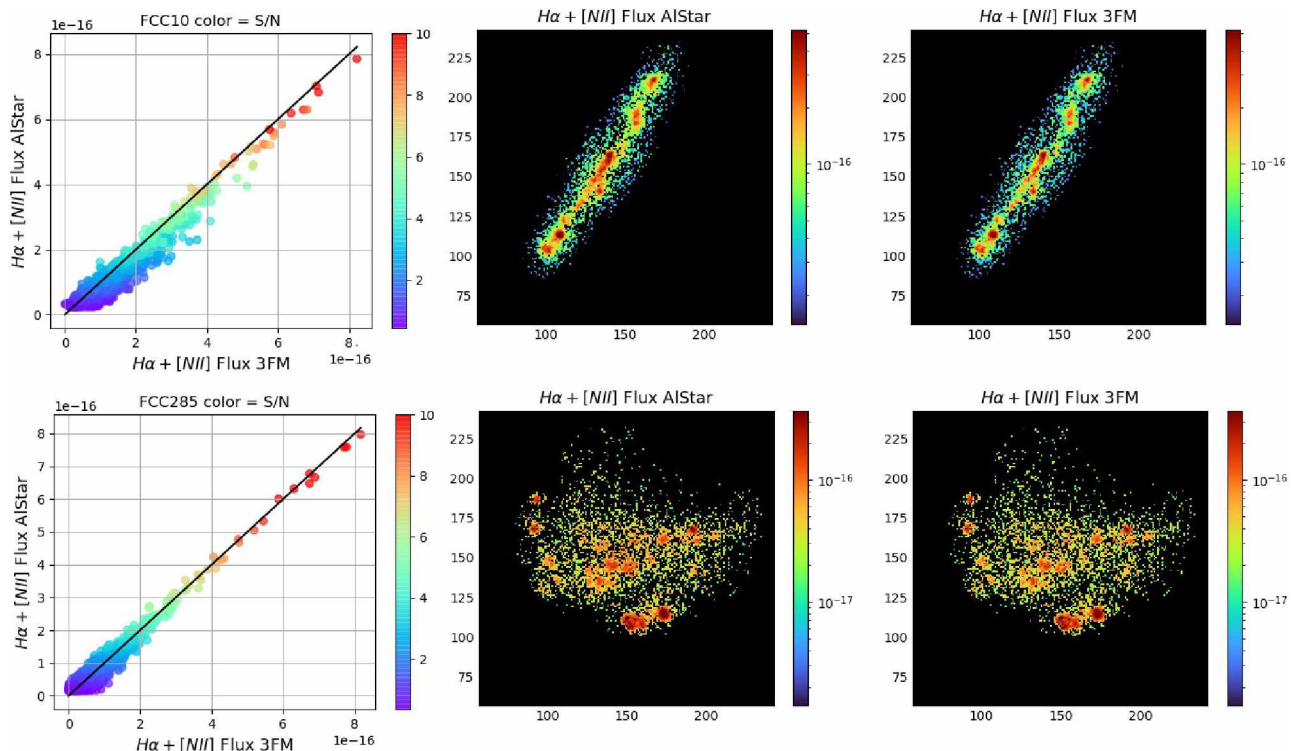 FCC10 color = S/N
1e−16
Hα + [NII] Flux AlStar
8
6
4
2
0
0 2 4 6 8
1e−16
Hα + [NII] Flux 3FM
10
8
6
4
2
Hα + [NII] Flux AlStar
225
200
175
150
125
100
75
100 150 200
10−16
Hα + [NII] Flux 3FM
225
200
175
150
125
100
75
100 150 200
10−16
FCC285 color = S/N
1e−16
Hα + [NII] Flux AlStar
8
7
6
5
4
3
2
1
0
0 2 4 6 8
1e−16
Hα + [NII] Flux 3FM
10
8
6
4
2
Hα + [NII] Flux AlStar
225
200
175
150
125
100
75
100 150 200
10−16
10−17
Hα + [NII] Flux 3FM
225
200
175
150
125
100
75
100 150 200
10−16
10−17